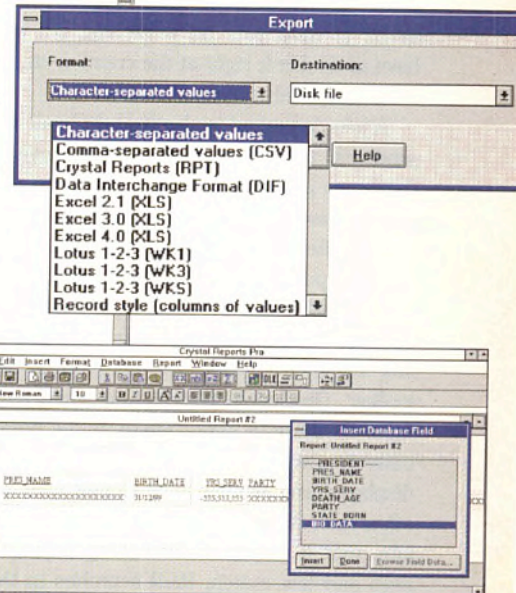 Export
Format:
Destination:
Character-separated values
Disk file
Character-separated values
Comma-separated values (CSV)
Crystal Reports (RPT)
Data Interchange Format (DIF)
Excel 2.1 (XLS)
Excel 3.0 (XLS)
Excel 4.0 (XLS)
Lotus 1-2-3 (WK1)
Lotus 1-2-3 (WK3)
Lotus 1-2-3 (WKS)
Record style (columns of values)
Help
Crystal Reports Pro
Edit Insert Format Database Report Window Help
Roman 10
Untitled Report #2
PRES_NAME BIRTH_DATE YRS_SERV PARTY
Insert Database Field
Report: Untitled Report #2
PRESIDENT
PRES_NAME
BIRTH_DATE
YRS_SERV
DEATH_AGE
PARTY
STATE_BORN
BIO_DATA
Insert Done Browse Field Data...